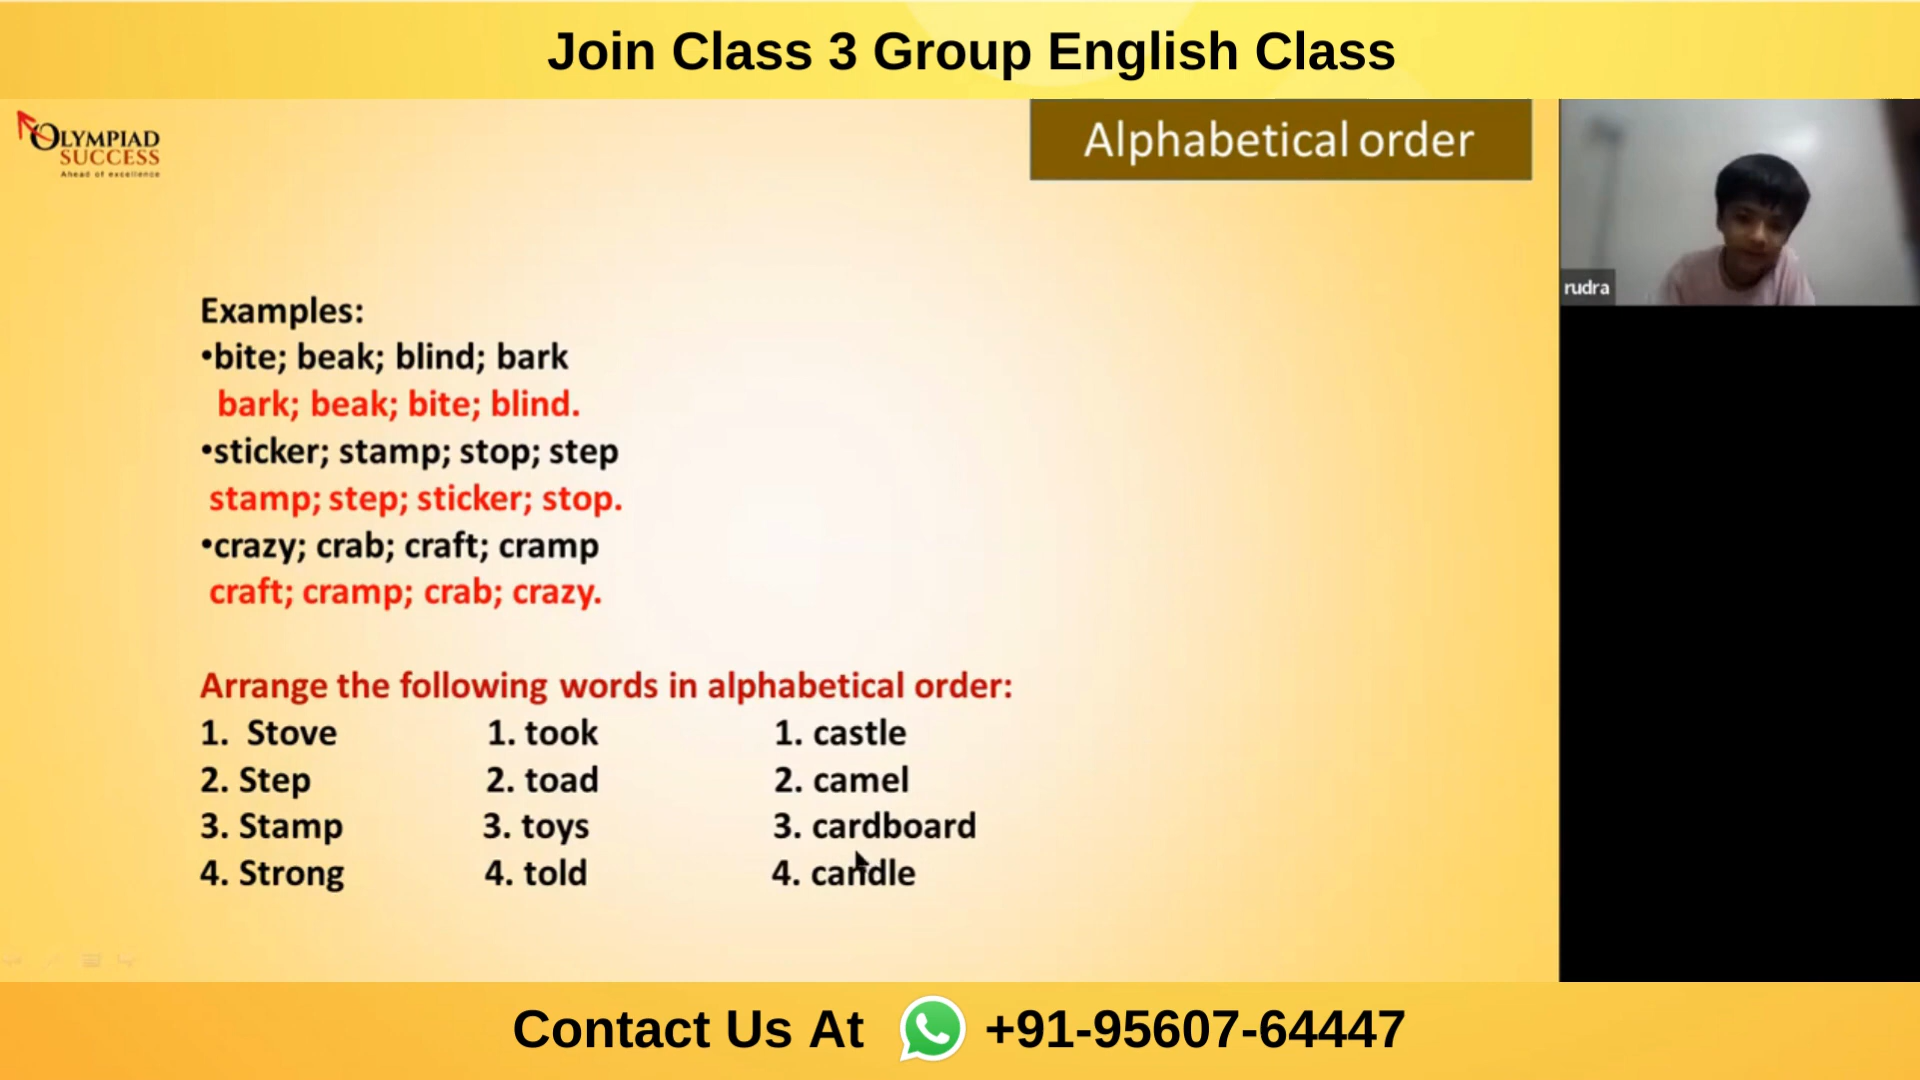 Join Class 3 Group English Class
OLYMPIAD
SUCCESS
Ahead of excellence
Alphabetical order
rudra
Examples:
•bite; beak; blind; bark
bark; beak; bite; blind.
•sticker; stamp; stop; step
stamp; step; sticker; stop.
•crazy; crab; craft; cramp
craft; cramp; crab; crazy.
Arrange the following words in alphabetical order:
1. Stove 1. took 1. castle
2. Step 2. toad 2. camel
3. Stamp 3. toys 3. cardboard
4. Strong 4. told 4. candle
Contact Us At +91-95607-64447